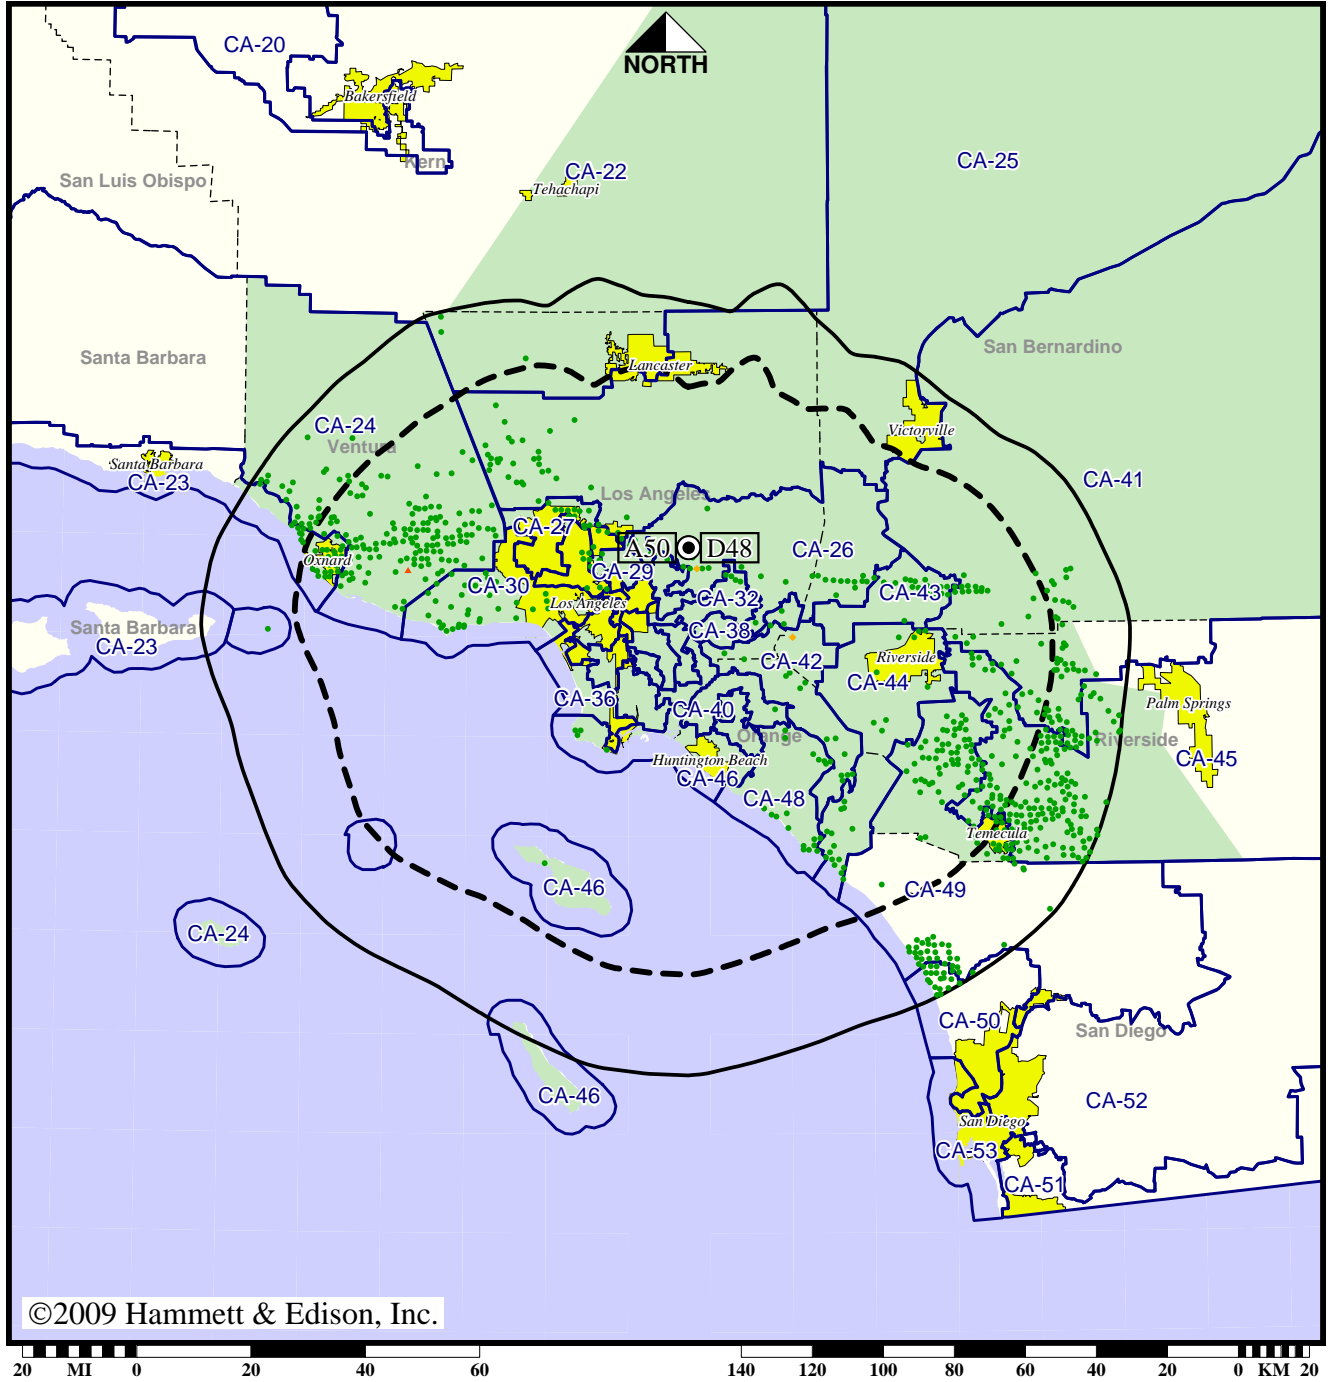 NORTH
CA-20
Bakersfield
Kern
CA-22
Tehachapi
CA-25
San Luis Obispo
San Bernardino
Santa Barbara
Lancaster
CA-24
Ventura
Victorville
Santa Barbara
CA-23
CA-41
Los Angeles
CA-27
A50
D48
CA-26
Oxnard
CA-30
CA-29
CA-43
CA-32
Los Angeles
Santa Barbara
CA-23
CA-38
CA-42
Riverside
CA-44
CA-36
CA-40
Orange
Palm Springs
Riverside
CA-45
Huntington Beach
CA-46
CA-48
Temecula
CA-46
CA-49
CA-24
CA-50
San Diego
CA-46
CA-52
San Diego
CA-53
CA-51
©2009 Hammett & Edison, Inc.
20 MI 0 20 40 60 140 120 100 80 60 40 20 0 KM 20